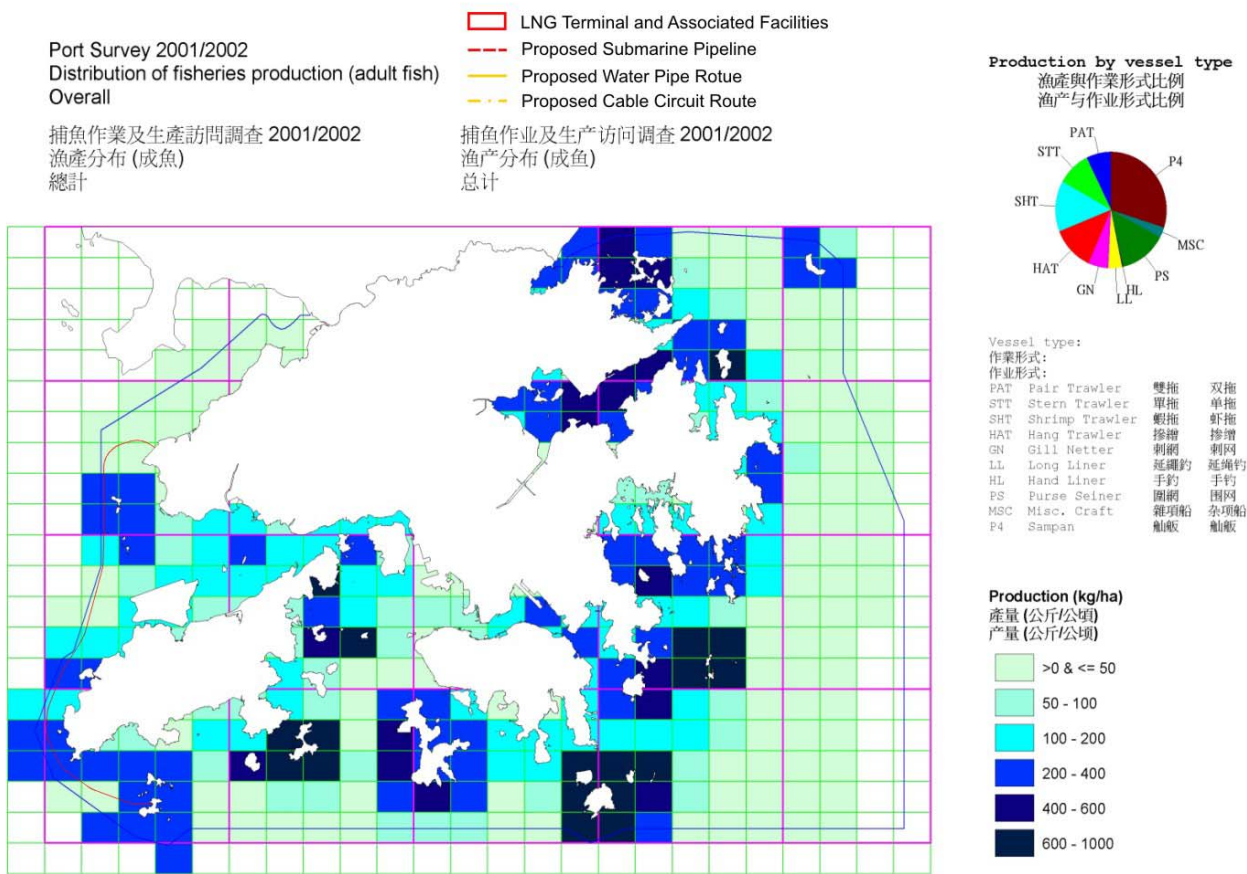 Port Survey 2001/2002
Distribution of fisheries production (adult fish)
Overall
捕魚作業及生產訪問調查 2001/2002
漁產分布 (成魚)
總計
捕鱼作业及生产访问调查 2001/2002
渔产分布 (成鱼)
总计
LNG Terminal and Associated Facilities
Proposed Submarine Pipeline
Proposed Water Pipe Rotue
Proposed Cable Circuit Route
Production by vessel type
漁產與作業形式比例
渔产与作业形式比例
PAT
STT
SHT
HAT
GN
LL
HL
PS
MSC
P4
Vessel type:
作業形式:
作业形式:
PAT Pair Trawler 雙拖 双拖
STT Stern Trawler 單拖 单拖
SHT Shrimp Trawler 蝦拖 虾拖
HAT Hang Trawler 摻繒 掺缯
GN Gill Netter 刺網 刺网
LL Long Liner 延繩釣 延绳钓
HL Hand Liner 手釣 手钓
PS Purse Seiner 圍網 围网
MSC Misc. Craft 雜項船 杂项船
P4 Sampan 舢舨 舢舨
Production (kg/ha)
產量 (公斤/公頃)
产量 (公斤/公顷)
>0 & <= 50
50 - 100
100 - 200
200 - 400
400 - 600
600 - 1000